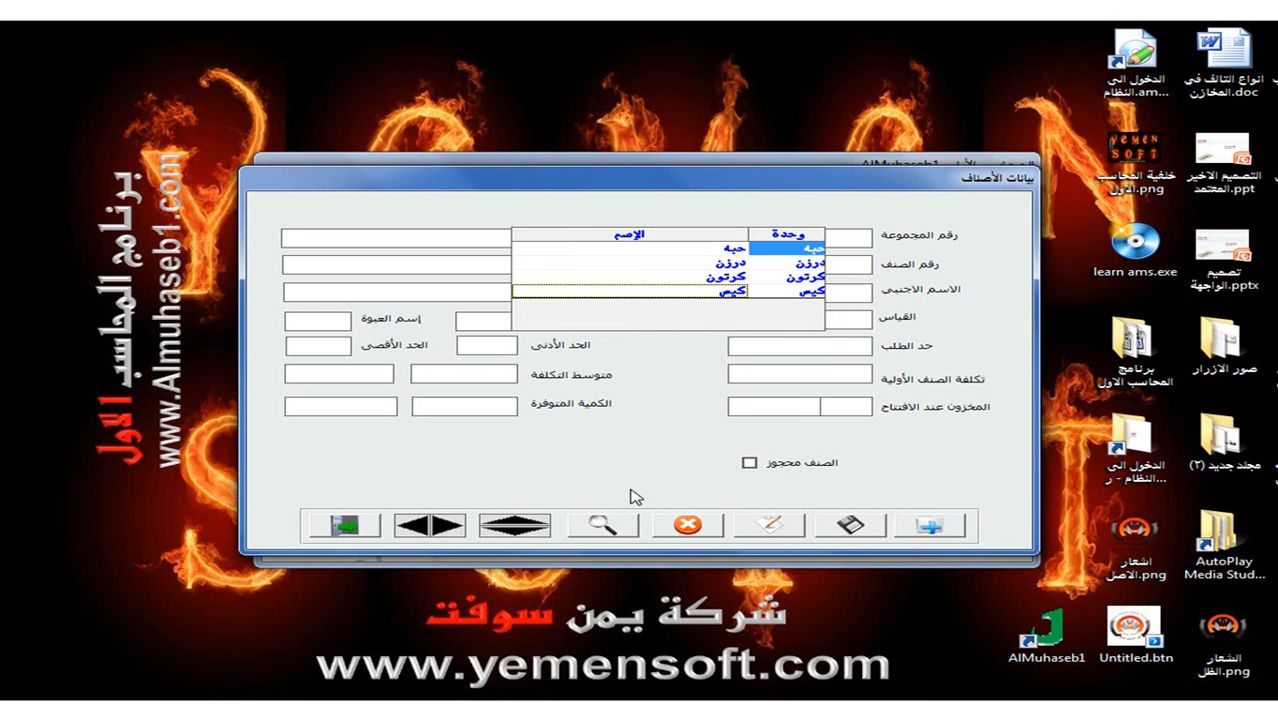 برنامج المحاسب الاول
www.Almuhaseb1.com
AlMuhaseb1
بيانات الأصناف
رقم المجموعة
رقم الصنف
الاسم الاجنبي
القياس
إسم العبوة
حد الطلب
الحد الأدنى
الحد الأقصى
تكلفة الصنف الأولية
متوسط التكلفة
المخزون عند الافتتاح
الكمية المتوفرة
الصنف محجوز
وحدة الإسم
حبه حبه
درزن درزن
كرتون كرتون
كيس كيس
شركة يمن سوفت
www.yemensoft.com
انواع التالف في
المخازن.doc
الدخول الى
النظام.am...
التصميم الاخير
المعتمد.ppt
YEMEN
SOFT
خلفية المحاسب
الاول.png
تصميم
الواجهة.pptx
learn ams.exe
صور الازرار
برنامج
المحاسب الاول
مجلد جديد (٢)
الدخول الى
النظام - ر...
AutoPlay
Media Stud...
اشعار
الاصل.png
الشعار
الظل.png
Untitled.btn
AlMuhaseb1